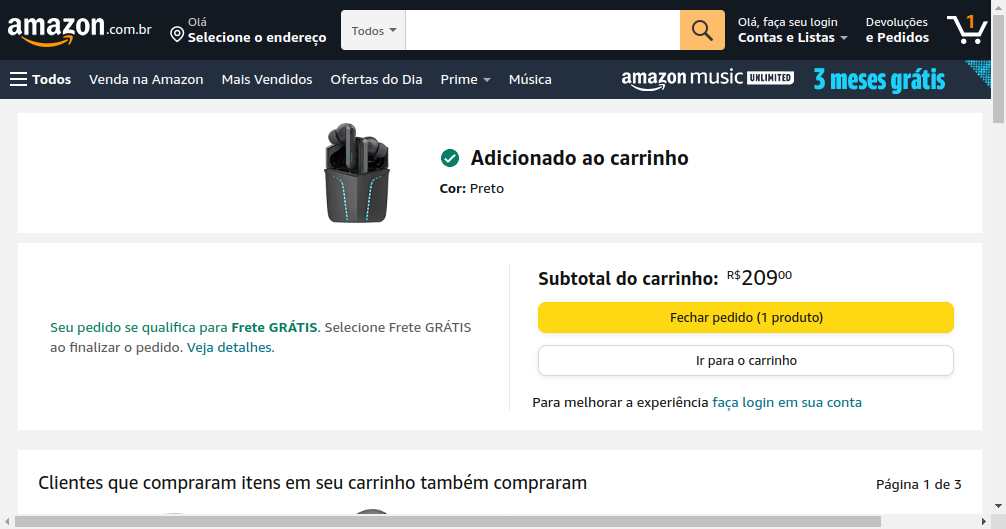 amazon.com.br
Olá
Selecione o endereço
Todos
Olá, faça seu login
Contas e Listas
Devoluções
e Pedidos
1
Todos
Venda na Amazon
Mais Vendidos
Ofertas do Dia
Prime
Música
amazon music UNLIMITED
3 meses grátis
Adicionado ao carrinho
Cor: Preto
Seu pedido se qualifica para Frete GRÁTIS. Selecione Frete GRÁTIS
ao finalizar o pedido. Veja detalhes.
Subtotal do carrinho: R$20900
Fechar pedido (1 produto)
Ir para o carrinho
Para melhorar a experiência faça login em sua conta
Clientes que compraram itens em seu carrinho também compraram
Página 1 de 3